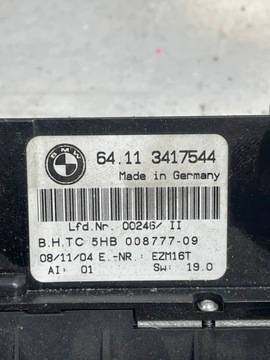 BMW
64.11 3417544
Made in Germany
Lfd.Nr. 00246/ II
B.H.TC 5HB 008777-09
08/11/04 E.-NR.: EZM16T
AI: 01 SW: 19.0